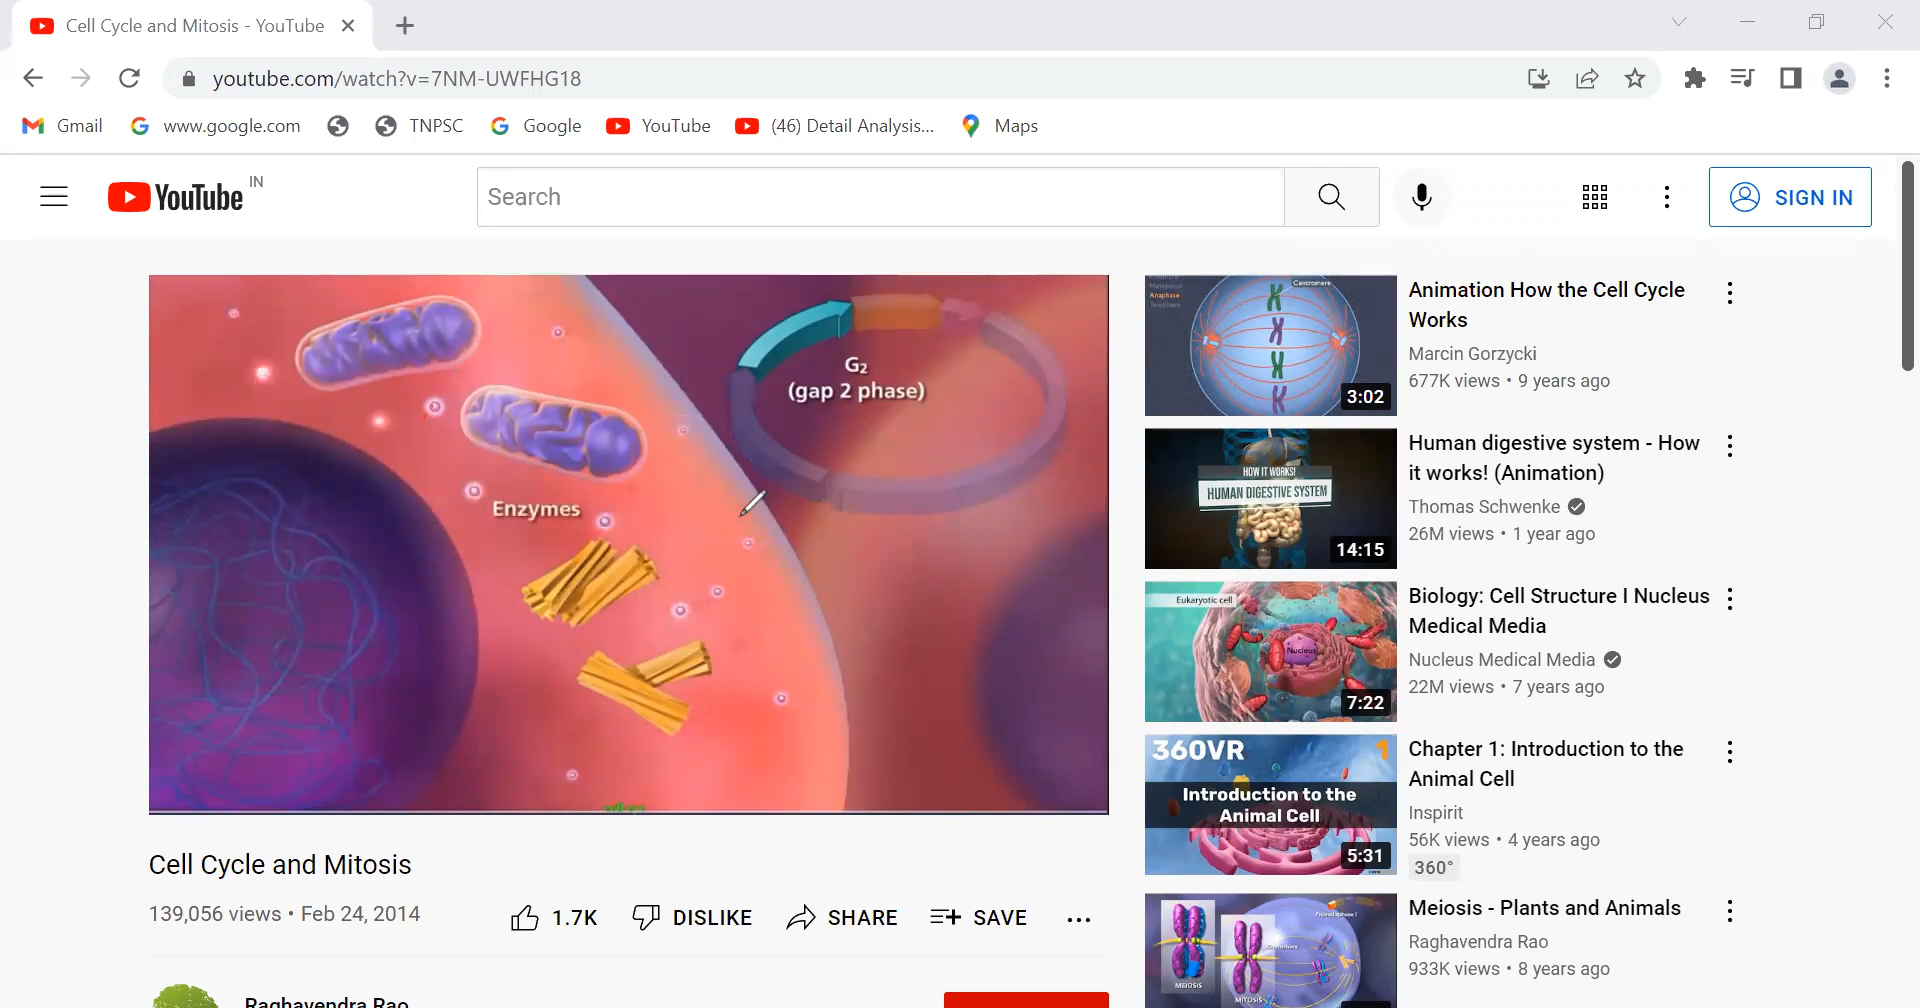 Cell Cycle and Mitosis - YouTube
youtube.com/watch?v=7NM-UWFHG18
Gmail
www.google.com
TNPSC
Google
YouTube
(46) Detail Analysis...
Maps
YouTube IN
Search
SIGN IN
G₂
(gap 2 phase)
Enzymes
Cell Cycle and Mitosis
139,056 views • Feb 24, 2014
1.7K
DISLIKE
SHARE
SAVE
Raghavendra Rao
Centromere
Metaphase
Anaphase
Telophase
3:02
Animation How the Cell Cycle
Works
Marcin Gorzycki
677K views • 9 years ago
HOW IT WORKS!
HUMAN DIGESTIVE SYSTEM
14:15
Human digestive system - How
it works! (Animation)
Thomas Schwenke
26M views • 1 year ago
Eukaryotic cell
Nucleus
7:22
Biology: Cell Structure I Nucleus
Medical Media
Nucleus Medical Media
22M views • 7 years ago
360VR 1
Introduction to the
Animal Cell
5:31
Chapter 1: Introduction to the
Animal Cell
Inspirit
56K views • 4 years ago
360°
MEIOSIS
MITOSIS
Meiosis - Plants and Animals
Raghavendra Rao
933K views • 8 years ago